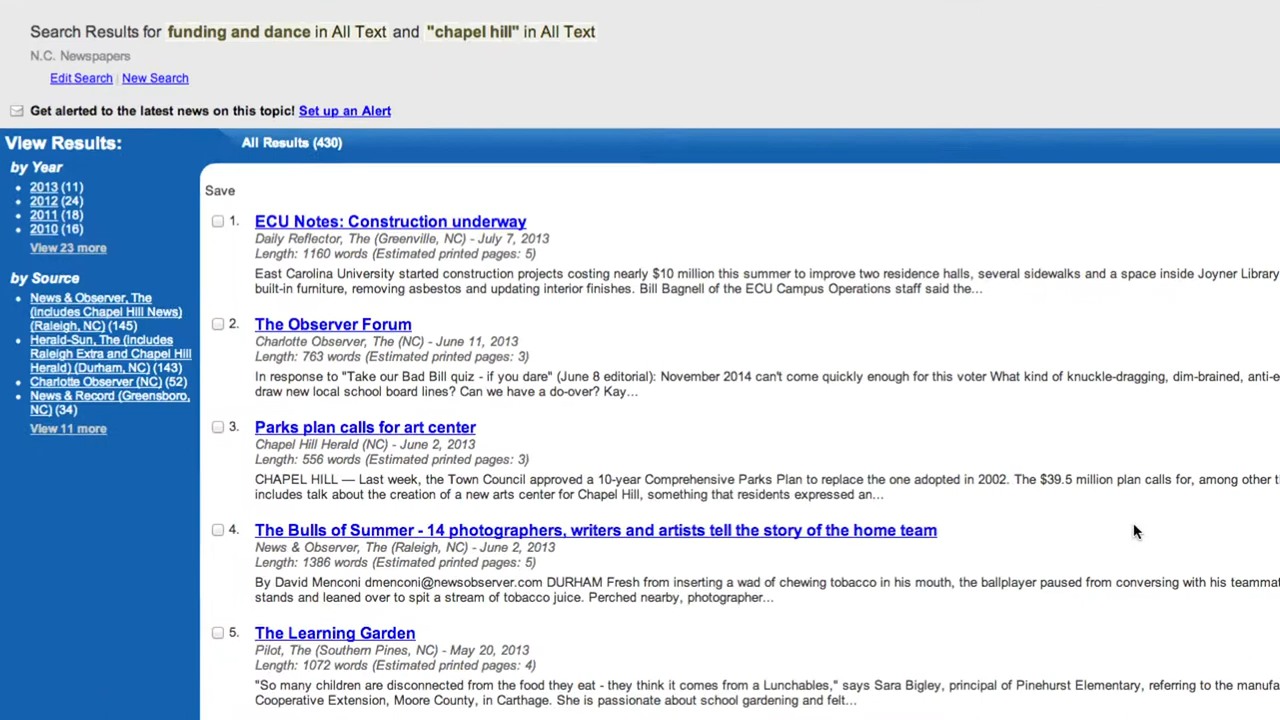 Search Results for funding and dance in All Text and "chapel hill" in All Text
N.C. Newspapers
Edit Search | New Search
Get alerted to the latest news on this topic! Set up an Alert
View Results:
by Year
2013 (11)
2012 (24)
2011 (18)
2010 (16)
View 23 more
by Source
News & Observer, The
(includes Chapel Hill News)
(Raleigh, NC) (145)
Herald-Sun, The (includes
Raleigh Extra and Chapel Hill
Herald) (Durham, NC) (143)
Charlotte Observer (NC) (52)
News & Record (Greensboro,
NC) (34)
View 11 more
All Results (430)
Save
1. ECU Notes: Construction underway
Daily Reflector, The (Greenville, NC) - July 7, 2013
Length: 1160 words (Estimated printed pages: 5)
East Carolina University started construction projects costing nearly $10 million this summer to improve two residence halls, several sidewalks and a space inside Joyner Library
built-in furniture, removing asbestos and updating interior finishes. Bill Bagnell of the ECU Campus Operations staff said the...
2. The Observer Forum
Charlotte Observer, The (NC) - June 11, 2013
Length: 763 words (Estimated printed pages: 3)
In response to "Take our Bad Bill quiz - if you dare" (June 8 editorial): November 2014 can't come quickly enough for this voter What kind of knuckle-dragging, dim-brained, anti-e
draw new local school board lines? Can we have a do-over? Kay...
3. Parks plan calls for art center
Chapel Hill Herald (NC) - June 2, 2013
Length: 556 words (Estimated printed pages: 3)
CHAPEL HILL — Last week, the Town Council approved a 10-year Comprehensive Parks Plan to replace the one adopted in 2002. The $39.5 million plan calls for, among other t
includes talk about the creation of a new arts center for Chapel Hill, something that residents expressed an...
4. The Bulls of Summer - 14 photographers, writers and artists tell the story of the home team
News & Observer, The (Raleigh, NC) - June 2, 2013
Length: 1386 words (Estimated printed pages: 5)
By David Menconi dmenconi@newsobserver.com DURHAM Fresh from inserting a wad of chewing tobacco in his mouth, the ballplayer paused from conversing with his teammat
stands and leaned over to spit a stream of tobacco juice. Perched nearby, photographer...
5. The Learning Garden
Pilot, The (Southern Pines, NC) - May 20, 2013
Length: 1072 words (Estimated printed pages: 4)
"So many children are disconnected from the food they eat - they think it comes from a Lunchables," says Sara Bigley, principal of Pinehurst Elementary, referring to the manufa
Cooperative Extension, Moore County, in Carthage. She is passionate about school gardening and felt...